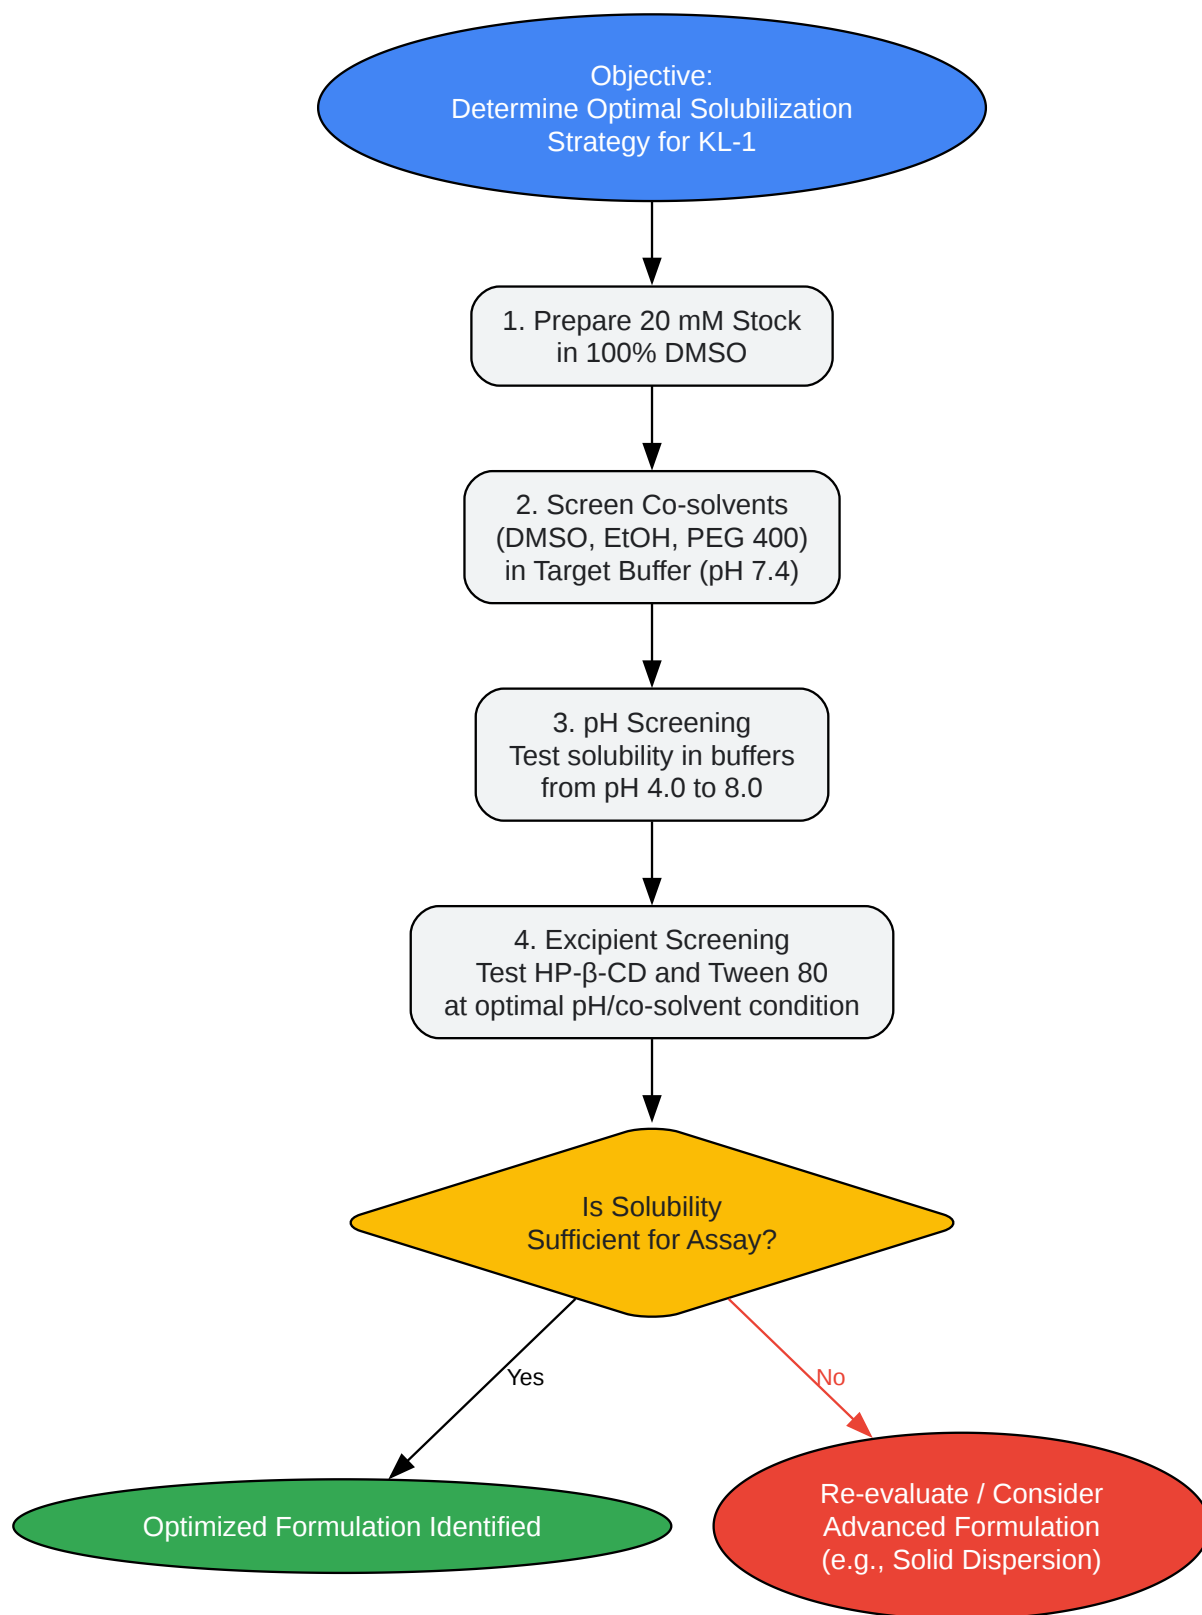 Objective:
Determine Optimal Solubilization
Strategy for KL-1
1. Prepare 20 mM Stock
in 100% DMSO
2. Screen Co-solvents
(DMSO, EtOH, PEG 400)
in Target Buffer (pH 7.4)
3. pH Screening
Test solubility in buffers
from pH 4.0 to 8.0
4. Excipient Screening
Test HP-β-CD and Tween 80
at optimal pH/co-solvent condition
Is Solubility
Sufficient for Assay?
Yes
No
Optimized Formulation Identified
Re-evaluate / Consider
Advanced Formulation
(e.g., Solid Dispersion)